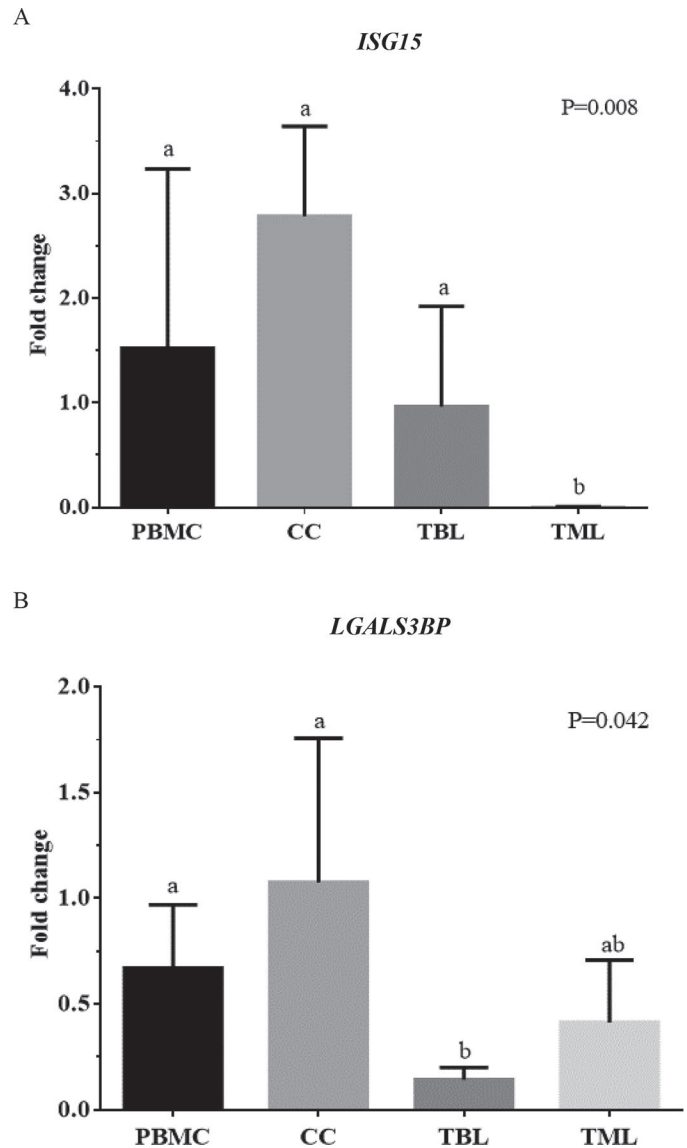 A
ISG15
4.0
3.0
2.0
1.0
0.0
Fold change
P=0.008
a
a
a
b
PBMC CC TBL TML
B
LGALS3BP
2.0
1.5
1.0
0.5
0.0
Fold change
P=0.042
a
a
b
ab
PBMC CC TBL TML